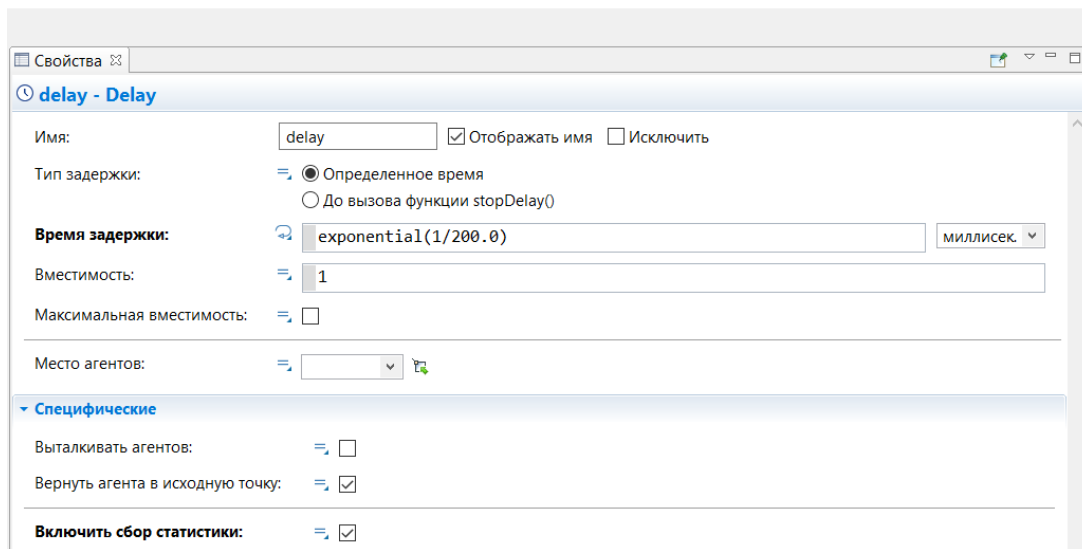 Свойства
delay - Delay
Имя: delay Отображать имя Исключить
Тип задержки: Определенное время
До вызова функции stopDelay()
Время задержки: exponential(1/200.0) миллисек.
Вместимость: 1
Максимальная вместимость:
Место агентов:
Специфические
Выталкивать агентов:
Вернуть агента в исходную точку:
Включить сбор статистики: